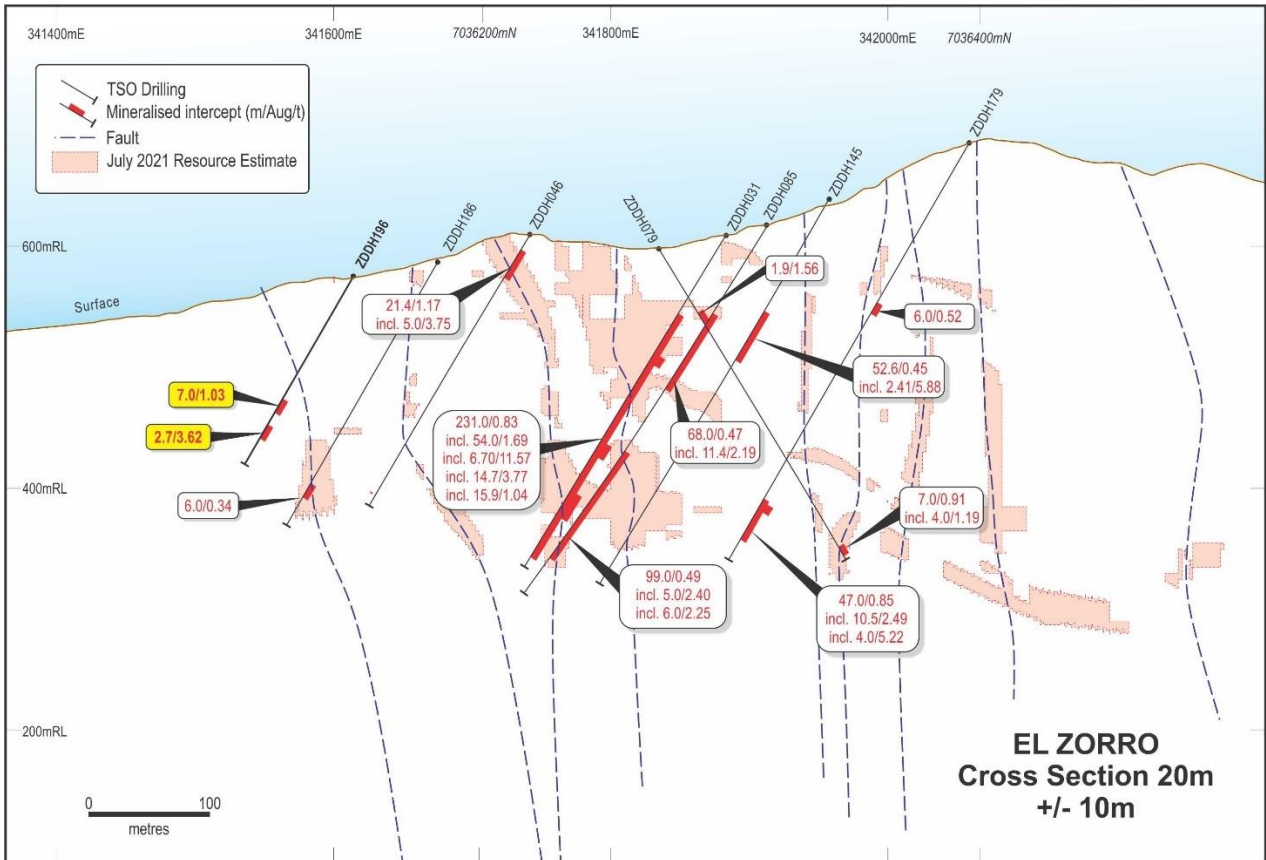 341400mE
341600mE
7036200mN
341800mE
342000mE
7036400mN
TSO Drilling
Mineralised intercept (m/Aug/t)
Fault
July 2021 Resource Estimate
ZDDH196
ZDDH186
ZDDH046
ZDDH079
ZDDH031
ZDDH085
ZDDH145
ZDDH179
600mRL
Surface
21.4/1.17
incl. 5.0/3.75
1.9/1.56
6.0/0.52
52.6/0.45
incl. 2.41/5.88
7.0/1.03
2.7/3.62
231.0/0.83
incl. 54.0/1.69
incl. 6.70/11.57
incl. 14.7/3.77
incl. 15.9/1.04
68.0/0.47
incl. 11.4/2.19
400mRL
6.0/0.34
7.0/0.91
incl. 4.0/1.19
99.0/0.49
incl. 5.0/2.40
incl. 6.0/2.25
47.0/0.85
incl. 10.5/2.49
incl. 4.0/5.22
200mRL
EL ZORRO
Cross Section 20m
+/- 10m
0 100
metres